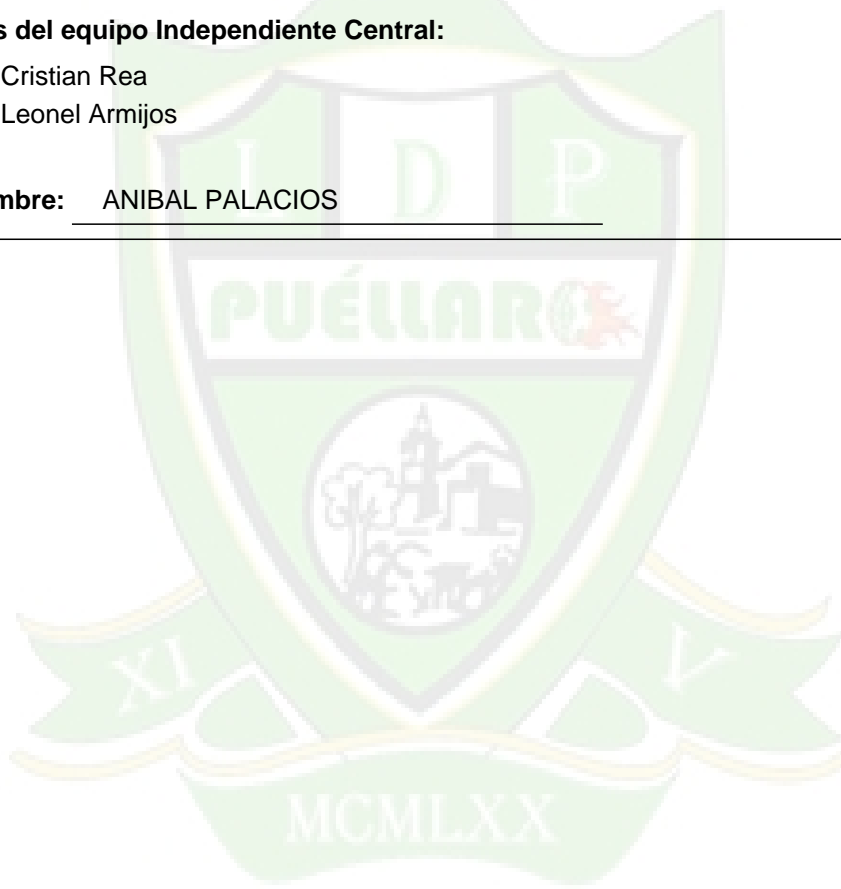 s del equipo Independiente Central:
Cristian Rea
Leonel Armijos
mbre: ANIBAL PALACIOS
L D P
PUÉLLARO
XI V
MCMLXX